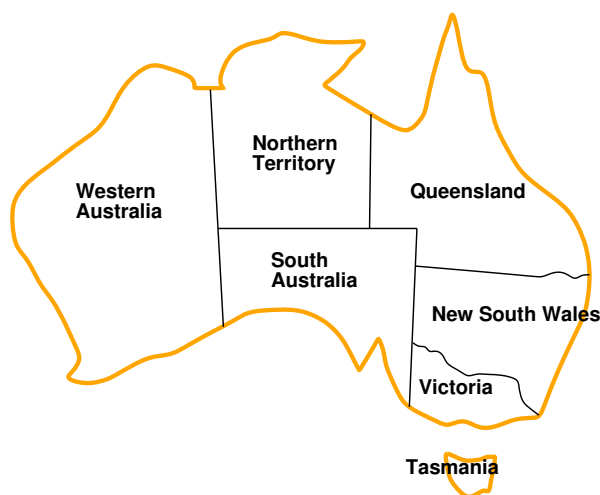 Northern
Territory
Western
Australia
Queensland
South
Australia
New South Wales
Victoria
Tasmania